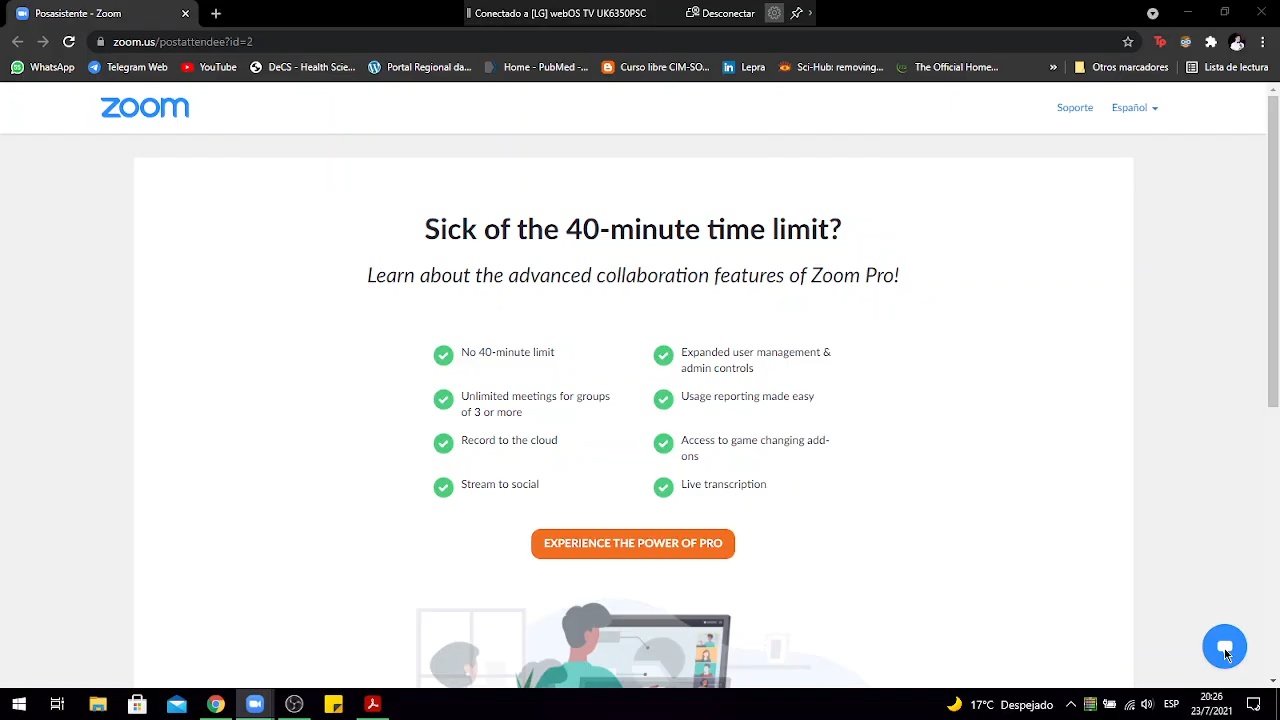 Posasistente - Zoom
Conectado a [LG] webOS TV UK6350PSC
Desconectar
zoom.us/postattendee?id=2
WhatsApp
Telegram Web
YouTube
DeCS - Health Scie...
Portal Regional da...
Home - PubMed -...
Curso libre CIM-SO...
Lepra
Sci-Hub: removing...
The Official Home...
»
Otros marcadores
Lista de lectura
zoom
Soporte
Español
Sick of the 40-minute time limit?
Learn about the advanced collaboration features of Zoom Pro!
No 40-minute limit
Unlimited meetings for groups
of 3 or more
Record to the cloud
Stream to social
Expanded user management &
admin controls
Usage reporting made easy
Access to game changing add-
ons
Live transcription
EXPERIENCE THE POWER OF PRO
17°C Despejado
ESP
20:26
23/7/2021